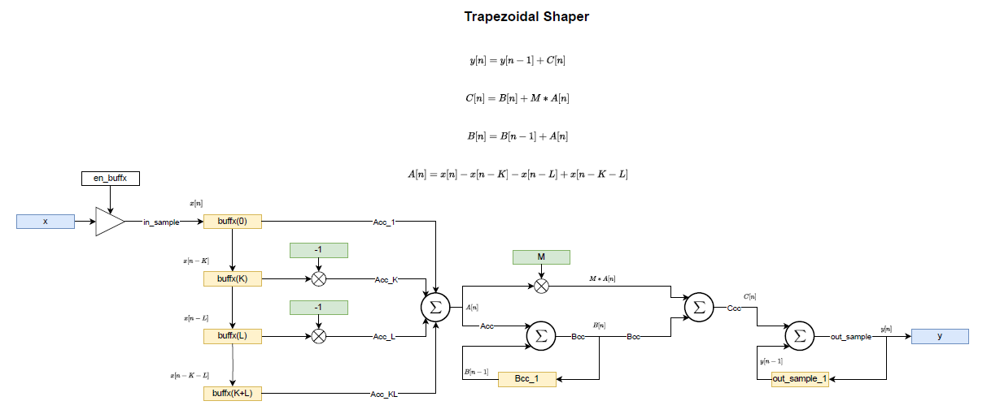 Trapezoidal Shaper
y[n] = y[n − 1] + C[n]
C[n] = B[n] + M ∗ A[n]
B[n] = B[n − 1] + A[n]
A[n] = x[n] − x[n − K] − x[n − L] + x[n − K − L]
en_buffx
x
in_sample
x[n]
buffx(0)
Acc_1
-1
x[n − K]
buffx(K)
Acc_K
-1
x[n − L]
buffx(L)
Acc_L
x[n − K − L]
buffx(K+L)
Acc_KL
∑
A[n]
M
M ∗ A[n]
Acc
∑
Bcc
B[n]
Bcc
B[n − 1]
Bcc_1
∑
Ccc
C[n]
∑
out_sample
y[n]
y
y[n − 1]
out_sample_1